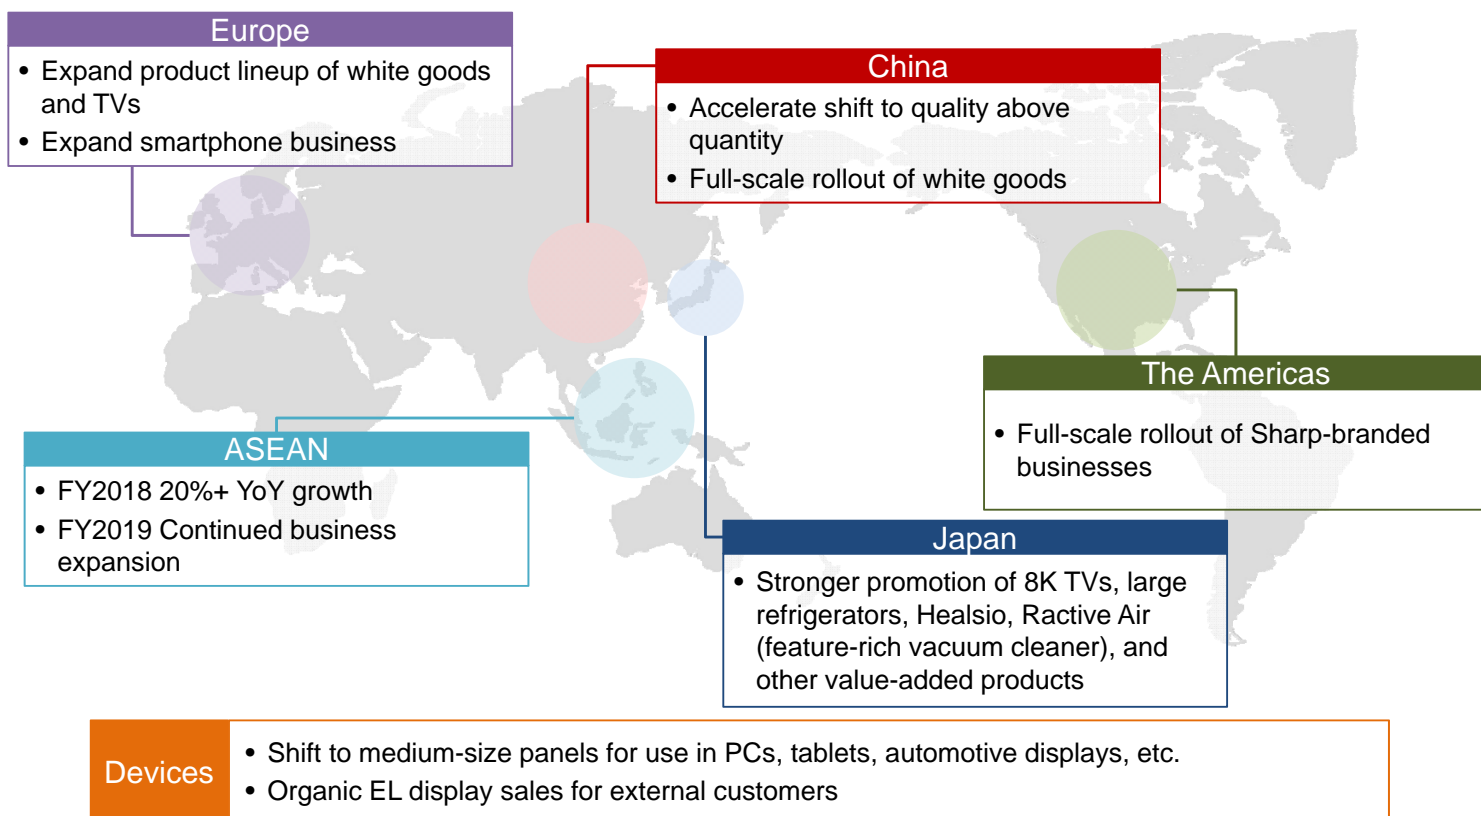 Europe
• Expand product lineup of white goods
and TVs
• Expand smartphone business
China
• Accelerate shift to quality above
quantity
• Full-scale rollout of white goods
The Americas
• Full-scale rollout of Sharp-branded
businesses
ASEAN
• FY2018 20%+ YoY growth
• FY2019 Continued business
expansion
Japan
• Stronger promotion of 8K TVs, large
refrigerators, Healsio, Ractive Air
(feature-rich vacuum cleaner), and
other value-added products
Devices
• Shift to medium-size panels for use in PCs, tablets, automotive displays, etc.
• Organic EL display sales for external customers